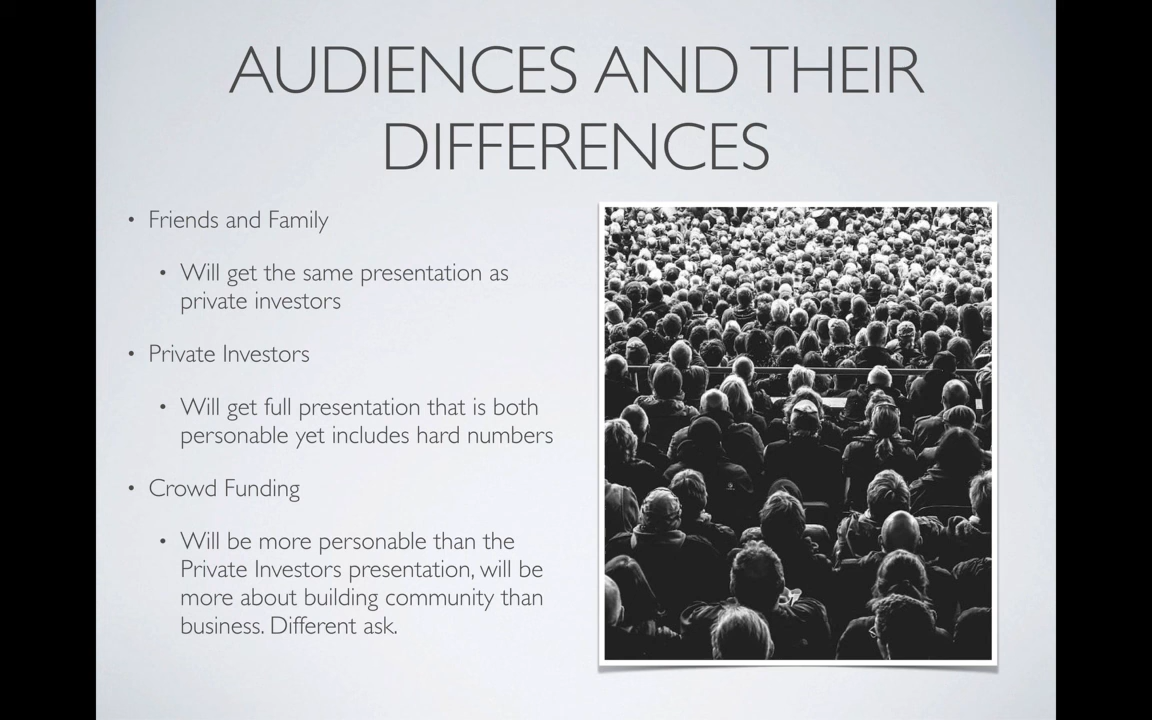 AUDIENCES AND THEIR
DIFFERENCES
• Friends and Family
• Will get the same presentation as
private investors
• Private Investors
• Will get full presentation that is both
personable yet includes hard numbers
• Crowd Funding
• Will be more personable than the
Private Investors presentation, will be
more about building community than
business. Different ask.